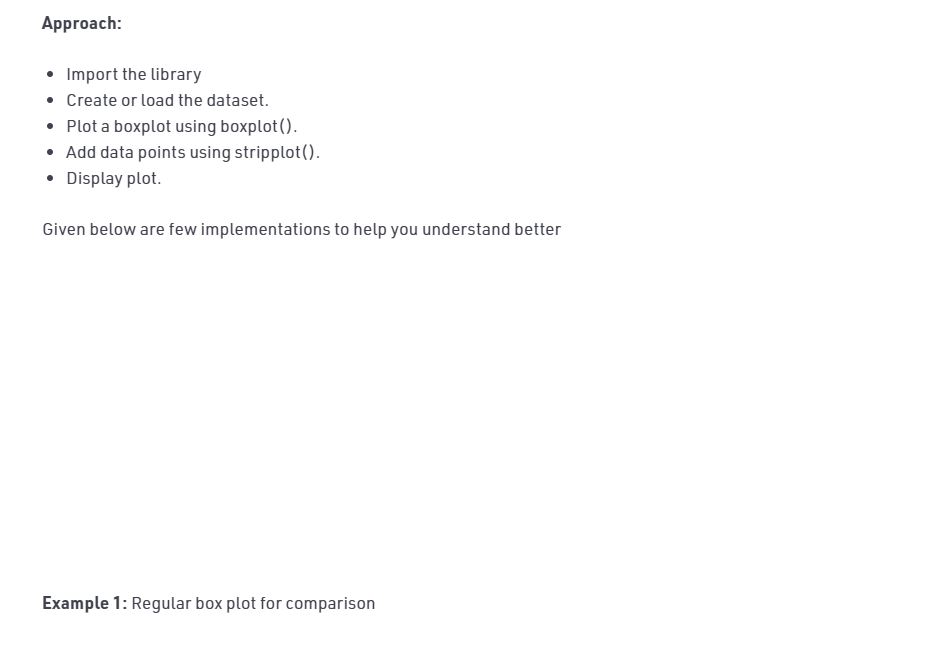 Approach:
Import the library
Create or load the dataset.
Plot a boxplot using boxplot().
Add data points using stripplot().
Display plot.
Given below are few implementations to help you understand better
Example 1: Regular box plot for comparison